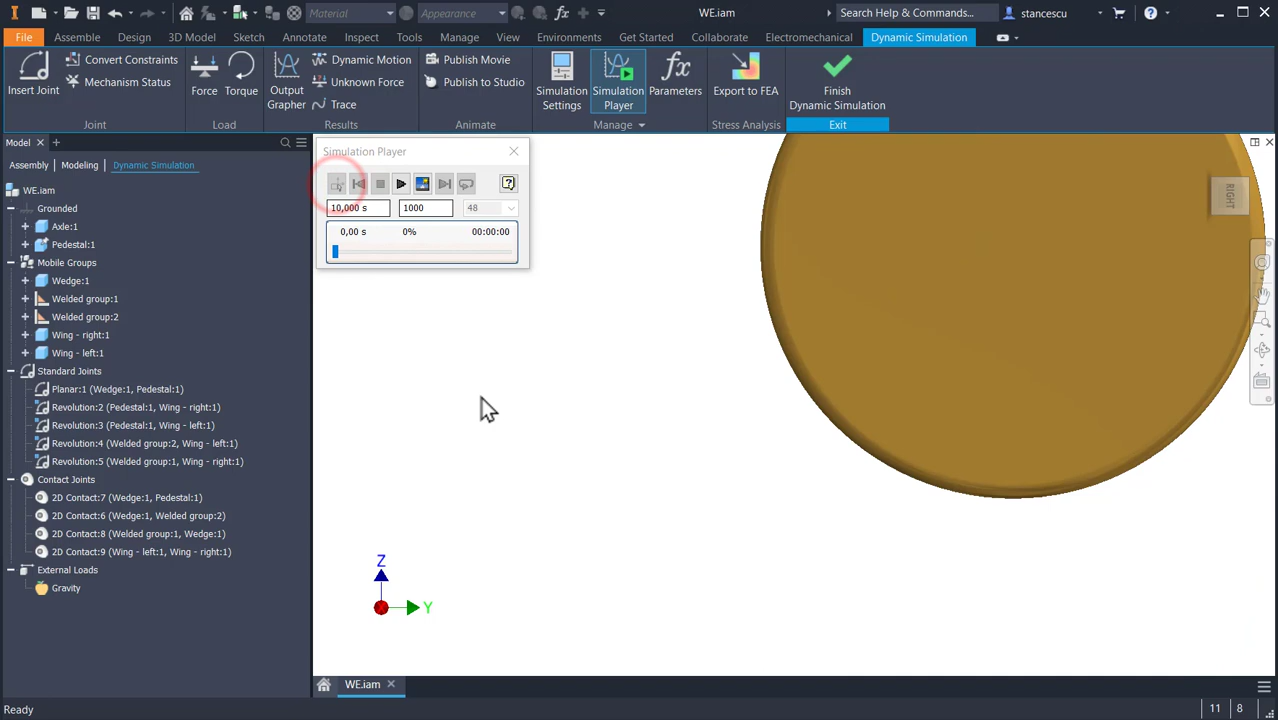 Material
Appearance
WE.iam
Search Help & Commands...
stancescu
File
Assembly
Design
3D Model
Sketch
Annotate
Inspect
Tools
Manage
View
Environments
Get Started
Collaborate
Electromechanical
Dynamic Simulation
Insert Joint
Convert Constraints
Mechanism Status
Joint
Force
Torque
Load
Output
Grapher
Dynamic Motion
Unknown Force
Trace
Results
Publish Movie
Publish to Studio
Animate
Simulation
Settings
Simulation
Player
Parameters
Manage
Export to FEA
Stress Analysis
Finish
Dynamic Simulation
Exit
Model
Assembly
Modeling
Dynamic Simulation
WE.iam
Grounded
Axle:1
Pedestal:1
Mobile Groups
Wedge:1
Welded group:1
Welded group:2
Wing - right:1
Wing - left:1
Standard Joints
Planar:1 (Wedge:1, Pedestal:1)
Revolution:2 (Pedestal:1, Wing - right:1)
Revolution:3 (Pedestal:1, Wing - left:1)
Revolution:4 (Welded group:2, Wing - left:1)
Revolution:5 (Welded group:1, Wing - right:1)
Contact Joints
2D Contact:7 (Wedge:1, Pedestal:1)
2D Contact:6 (Wedge:1, Welded group:2)
2D Contact:8 (Welded group:1, Wedge:1)
2D Contact:9 (Wing - left:1, Wing - right:1)
External Loads
Gravity
Simulation Player
10,000 s
1000
48
0,00 s
0%
00:00:00
RIGHT
Z
Y
WE.iam
Ready
11
8